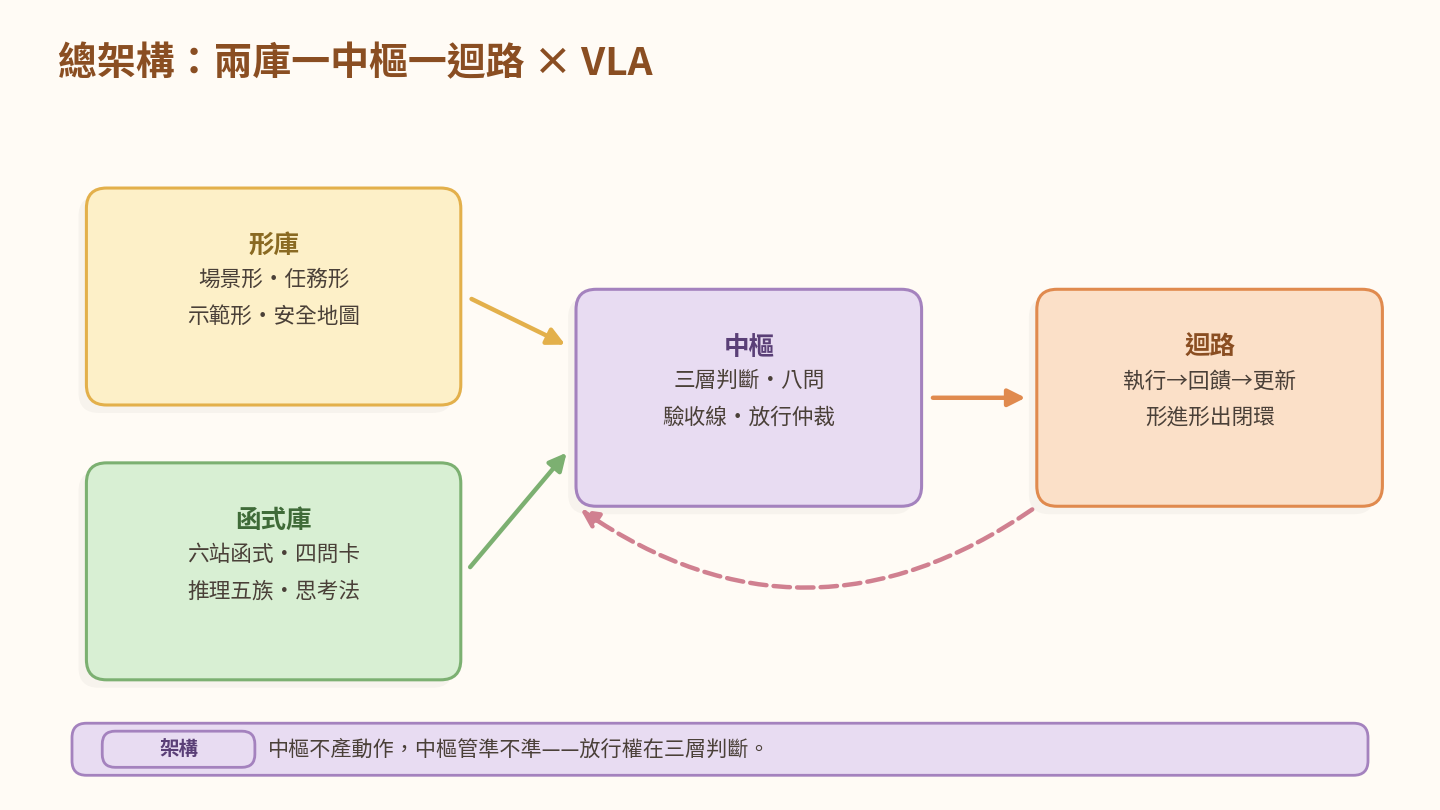 總架構：兩庫一中樞一迴路 × VLA
形庫
場景形・任務形
示範形・安全地圖
函式庫
六站函式・四問卡
推理五族・思考法
中樞
三層判斷・八問
驗收線・放行仲裁
迴路
執行→回饋→更新
形進形出閉環
架構
中樞不產動作，中樞管準不準——放行權在三層判斷。